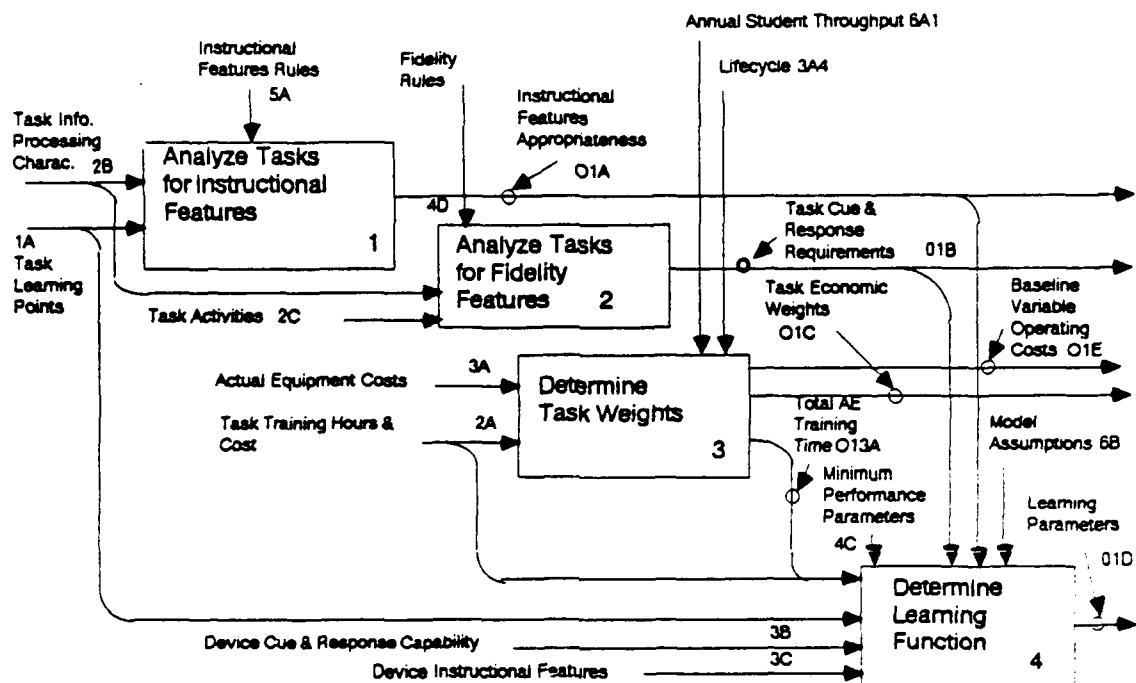 Annual Student Throughput 6A1
Instructional
Features Rules
5A
Fidelity
Rules
Lifecycle 3A4
Instructional
Features
Appropriateness
O1A
Task Info.
Processing
Charac.
2B
Analyze Tasks
for Instructional
Features
1
1A
Task
Learning
Points
4D
Analyze Tasks
for Fidelity
Features
2
Task Cue &
Response
Requirements
01B
Task Activities 2C
Task Economic
Weights
O1C
Baseline
Variable
Operating
Costs O1E
Actual Equipment Costs
3A
Determine
Task Weights
3
Task Training Hours &
Cost
2A
Total AE
Training
Time O13A
Model
Assumptions 6B
Minimum
Performance
Parameters
4C
Learning
Parameters
01D
Determine
Learning
Function
4
Device Cue & Response Capability
3B
Device Instructional Features
3C